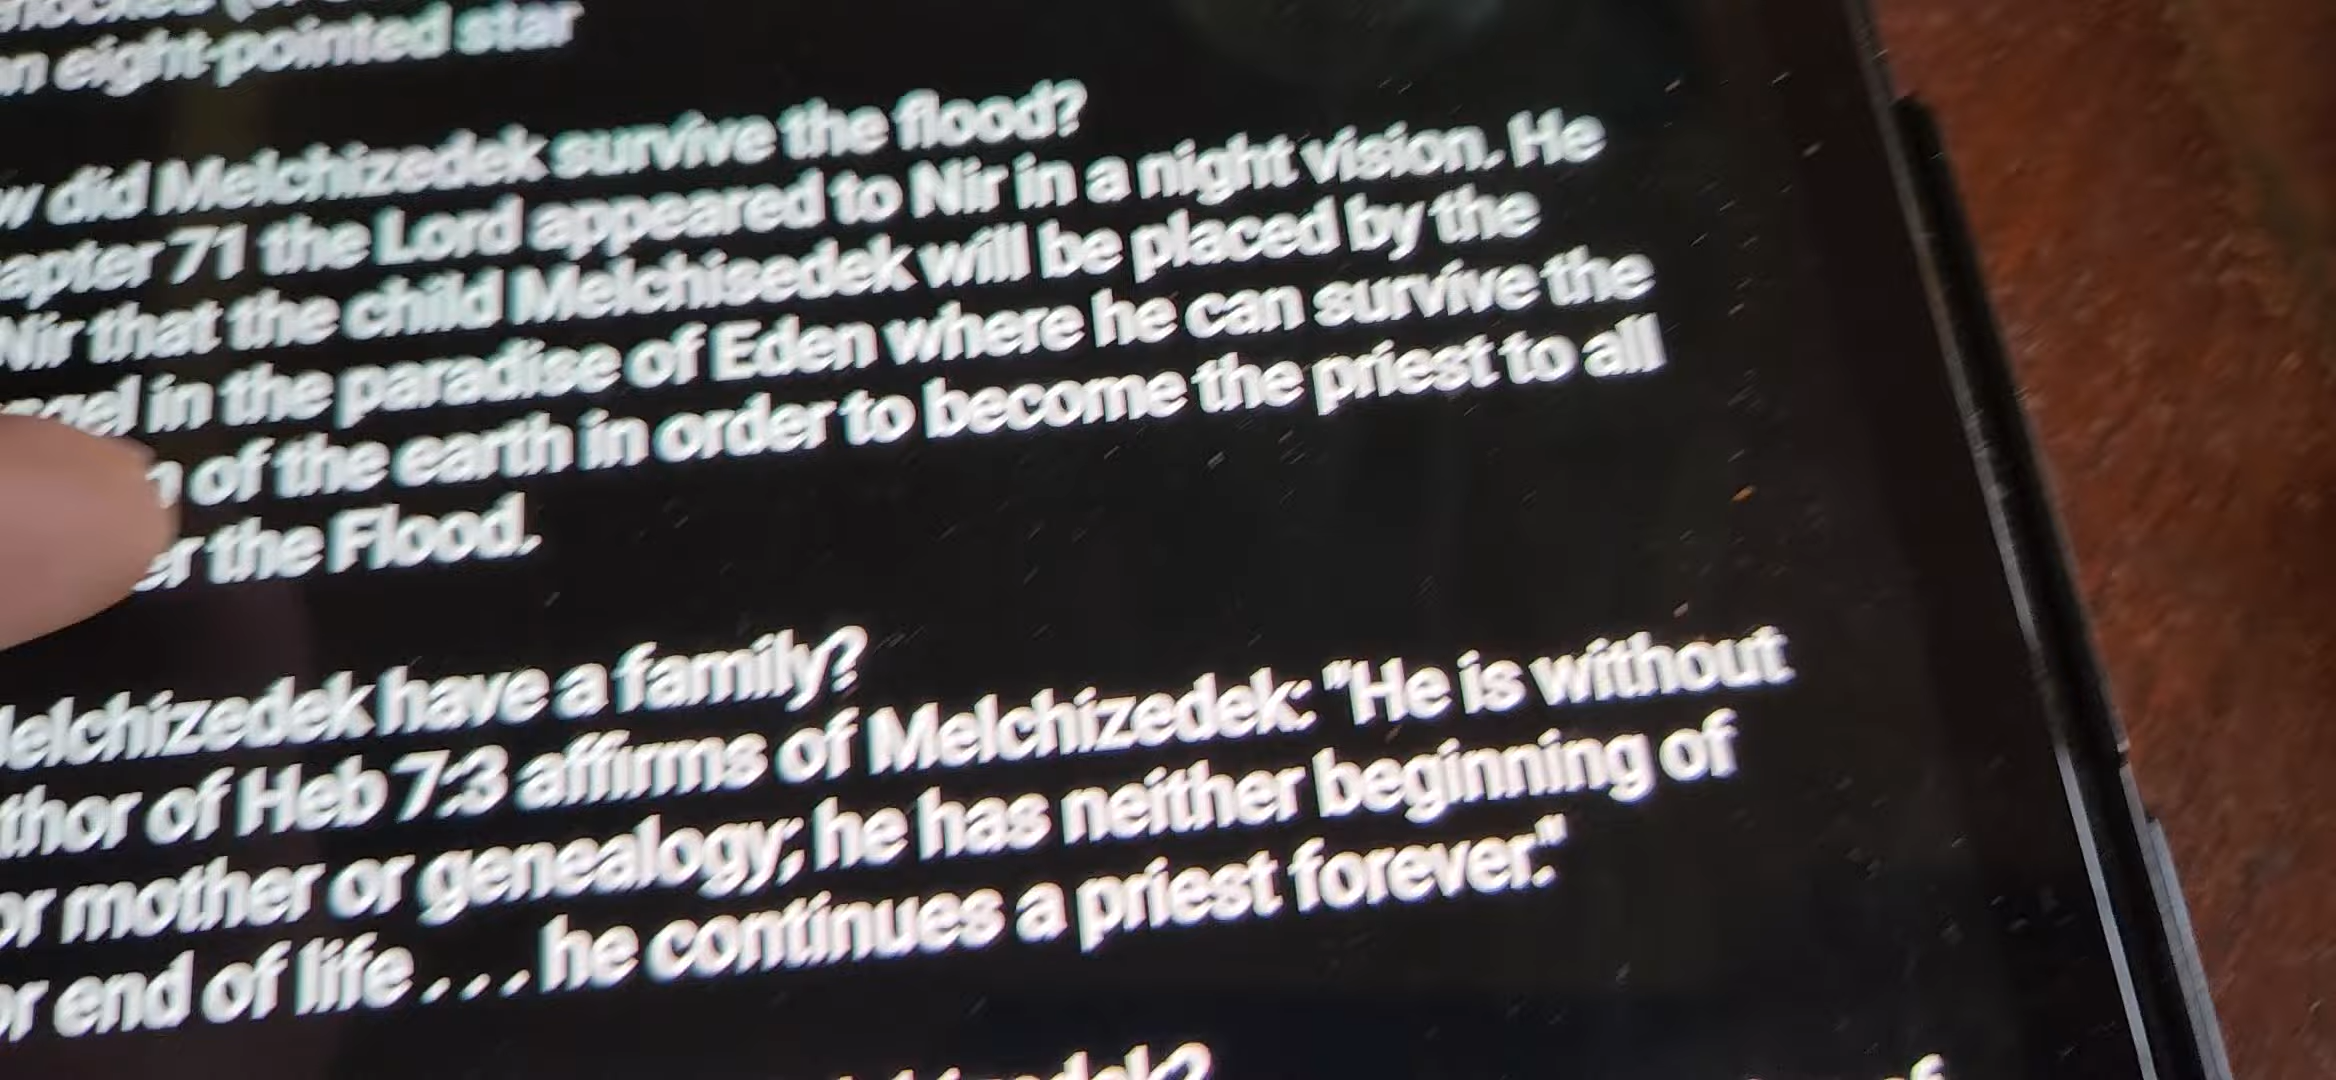 an eight-pointed star
did Melchizedek survive the flood?
71 the Lord appeared to Nir in a night vision. He
Nir that the child Melchisedek will be placed by the
in the paradise of Eden where he can survive the
of the earth in order to become the priest to all
the Flood.
Melchizedek have a family?
of Heb 7:3 affirms of Melchizedek: "He is without
or mother or genealogy; he has neither beginning of
or end of life . . . he continues a priest forever."